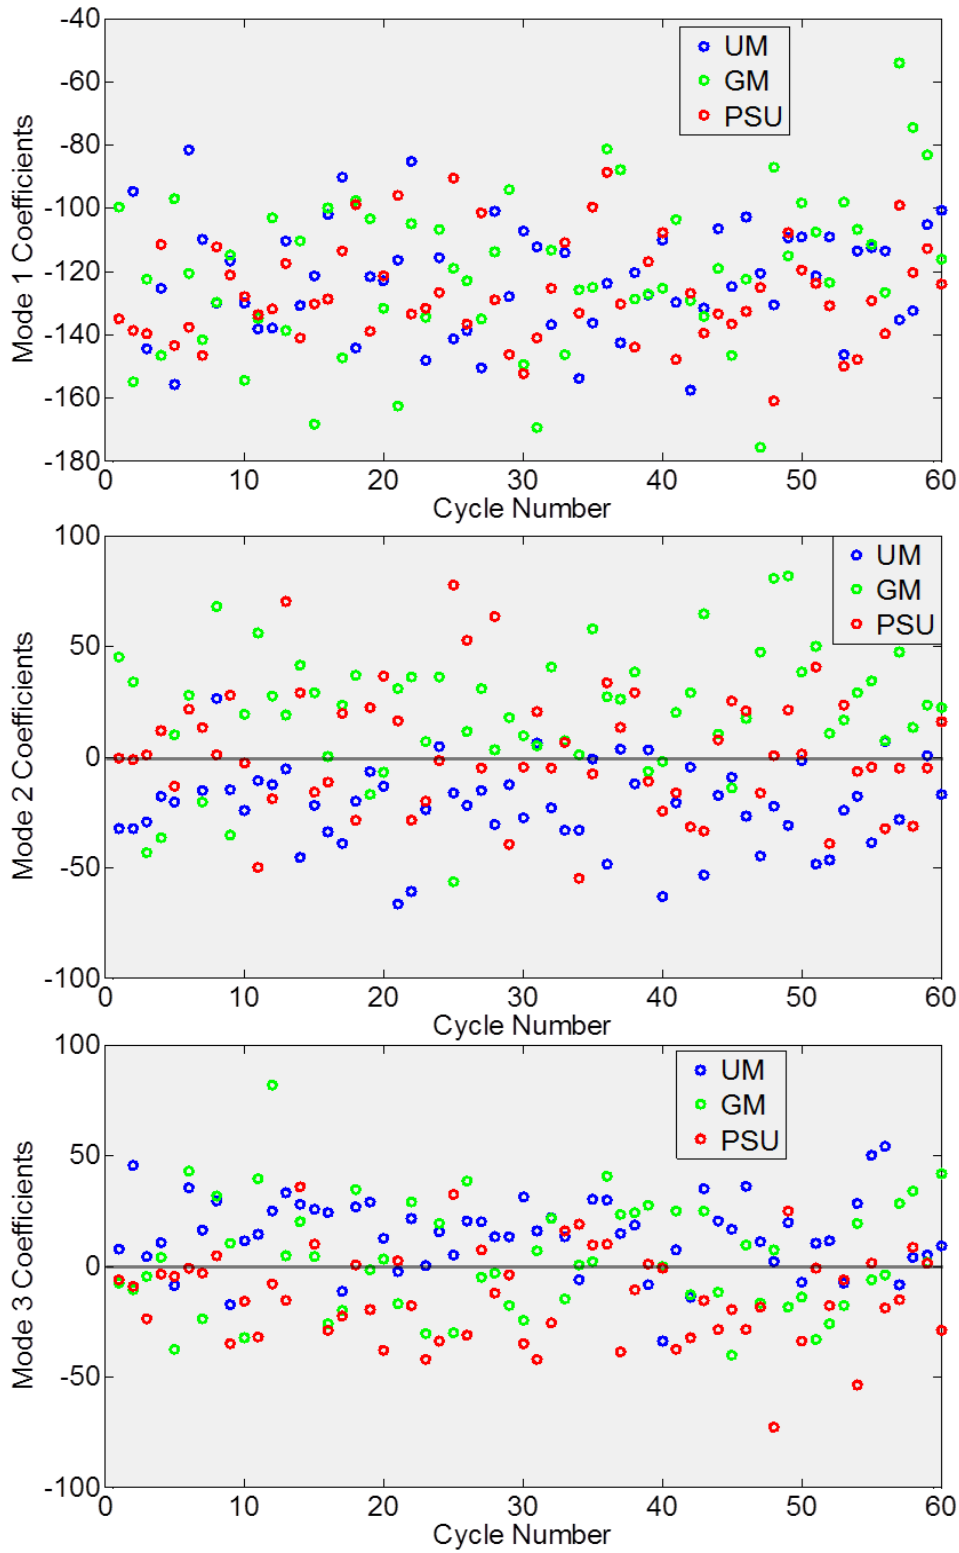 -40
-60
-80
-100
-120
-140
-160
-180
Mode 1 Coefficients
UM
GM
PSU
0 10 20 30 40 50 60
Cycle Number
100
50
0
-50
-100
Mode 2 Coefficients
UM
GM
PSU
0 10 20 30 40 50 60
Cycle Number
100
50
0
-50
-100
Mode 3 Coefficients
UM
GM
PSU
0 10 20 30 40 50 60
Cycle Number